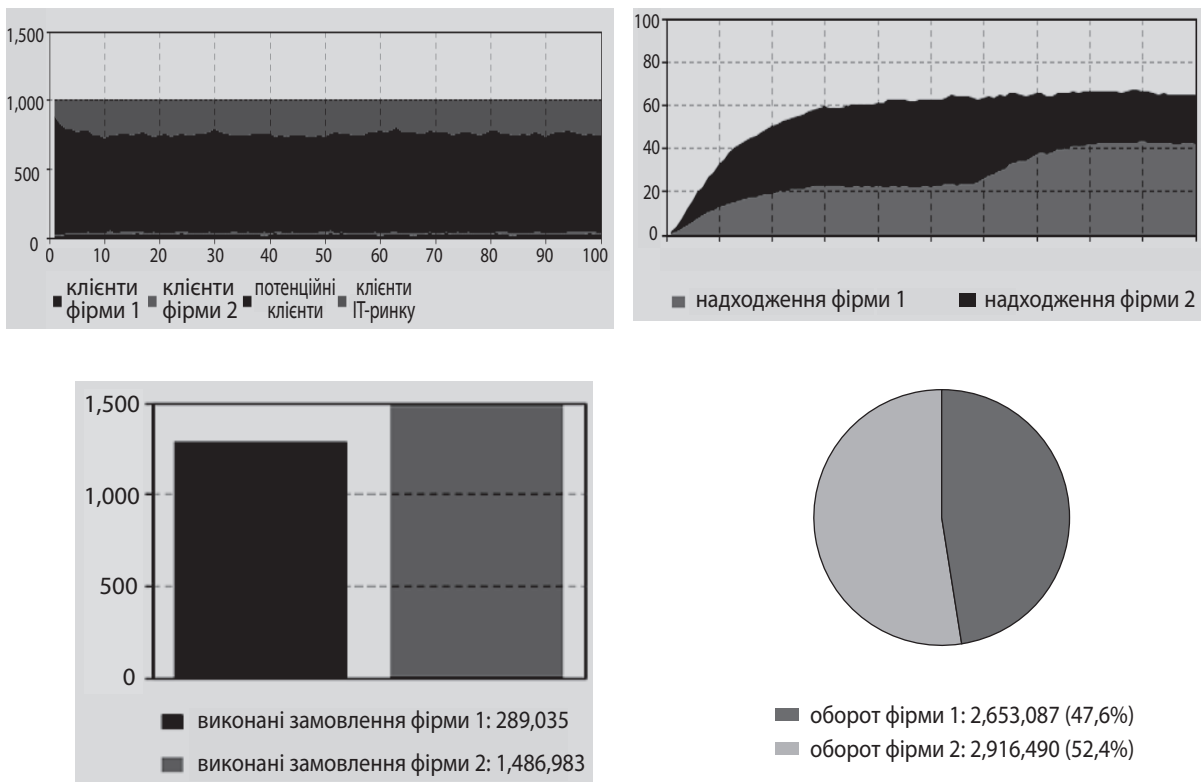 1,500
1,000
500
0
0 10 20 30 40 50 60 70 80 90 100
клієнти фірми 1
клієнти фірми 2
потенційні клієнти
клієнти ІТ-ринку
100
80
60
40
20
0
надходження фірми 1 надходження фірми 2
1,500
1,000
500
0
виконані замовлення фірми 1: 289,035
виконані замовлення фірми 2: 1,486,983
оборот фірми 1: 2,653,087 (47,6%)
оборот фірми 2: 2,916,490 (52,4%)